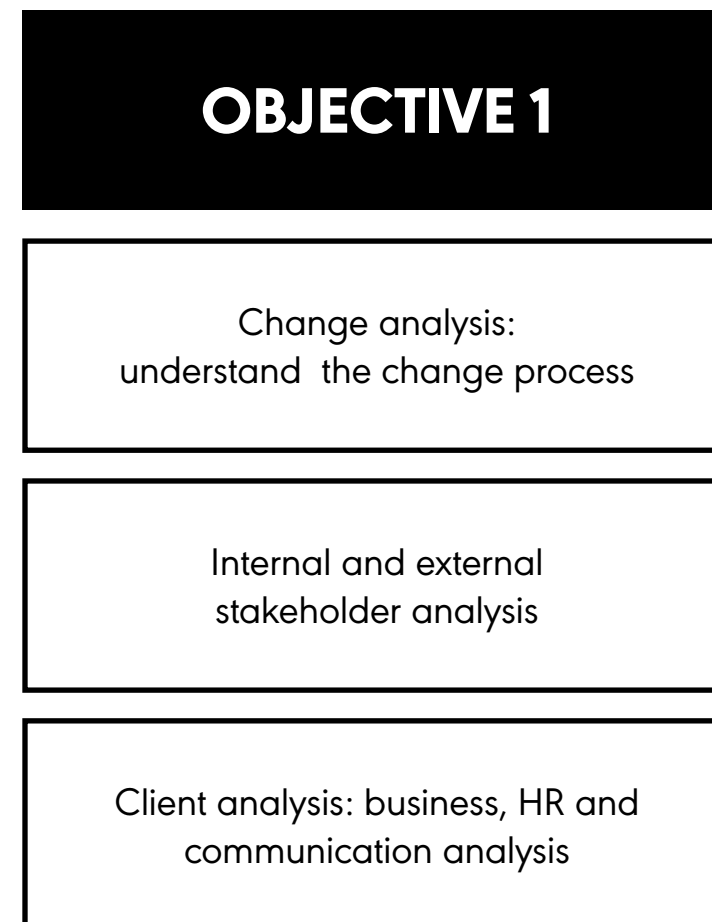 OBJECTIVE 1
Change analysis:
understand  the change process
Internal and external
stakeholder analysis
Client analysis: business, HR and
communication analysis